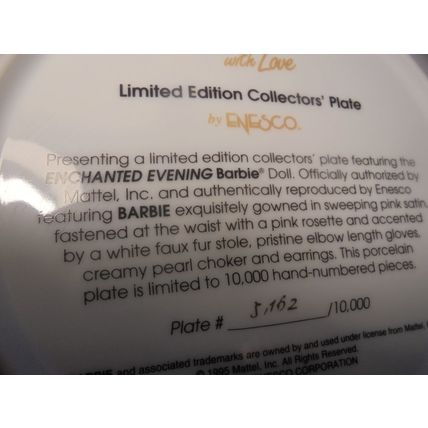 with Love
Limited Edition Collectors' Plate
by ENESCO.
Presenting a limited edition collectors' plate featuring the
ENCHANTED EVENING Barbie® Doll. Officially authorized by
Mattel, Inc. and authentically reproduced by Enesco
featuring BARBIE exquisitely gowned in sweeping pink satin,
fastened at the waist with a pink rosette and accented
by a white faux fur stole, pristine elbow length gloves,
creamy pearl choker and earrings. This porcelain
plate is limited to 10,000 hand-numbered pieces.
Plate # 5,162 /10,000
and associated trademarks are owned by and used under license from Mattel,
© 1995 Mattel, Inc. All Rights Reserved.
CORPORATION